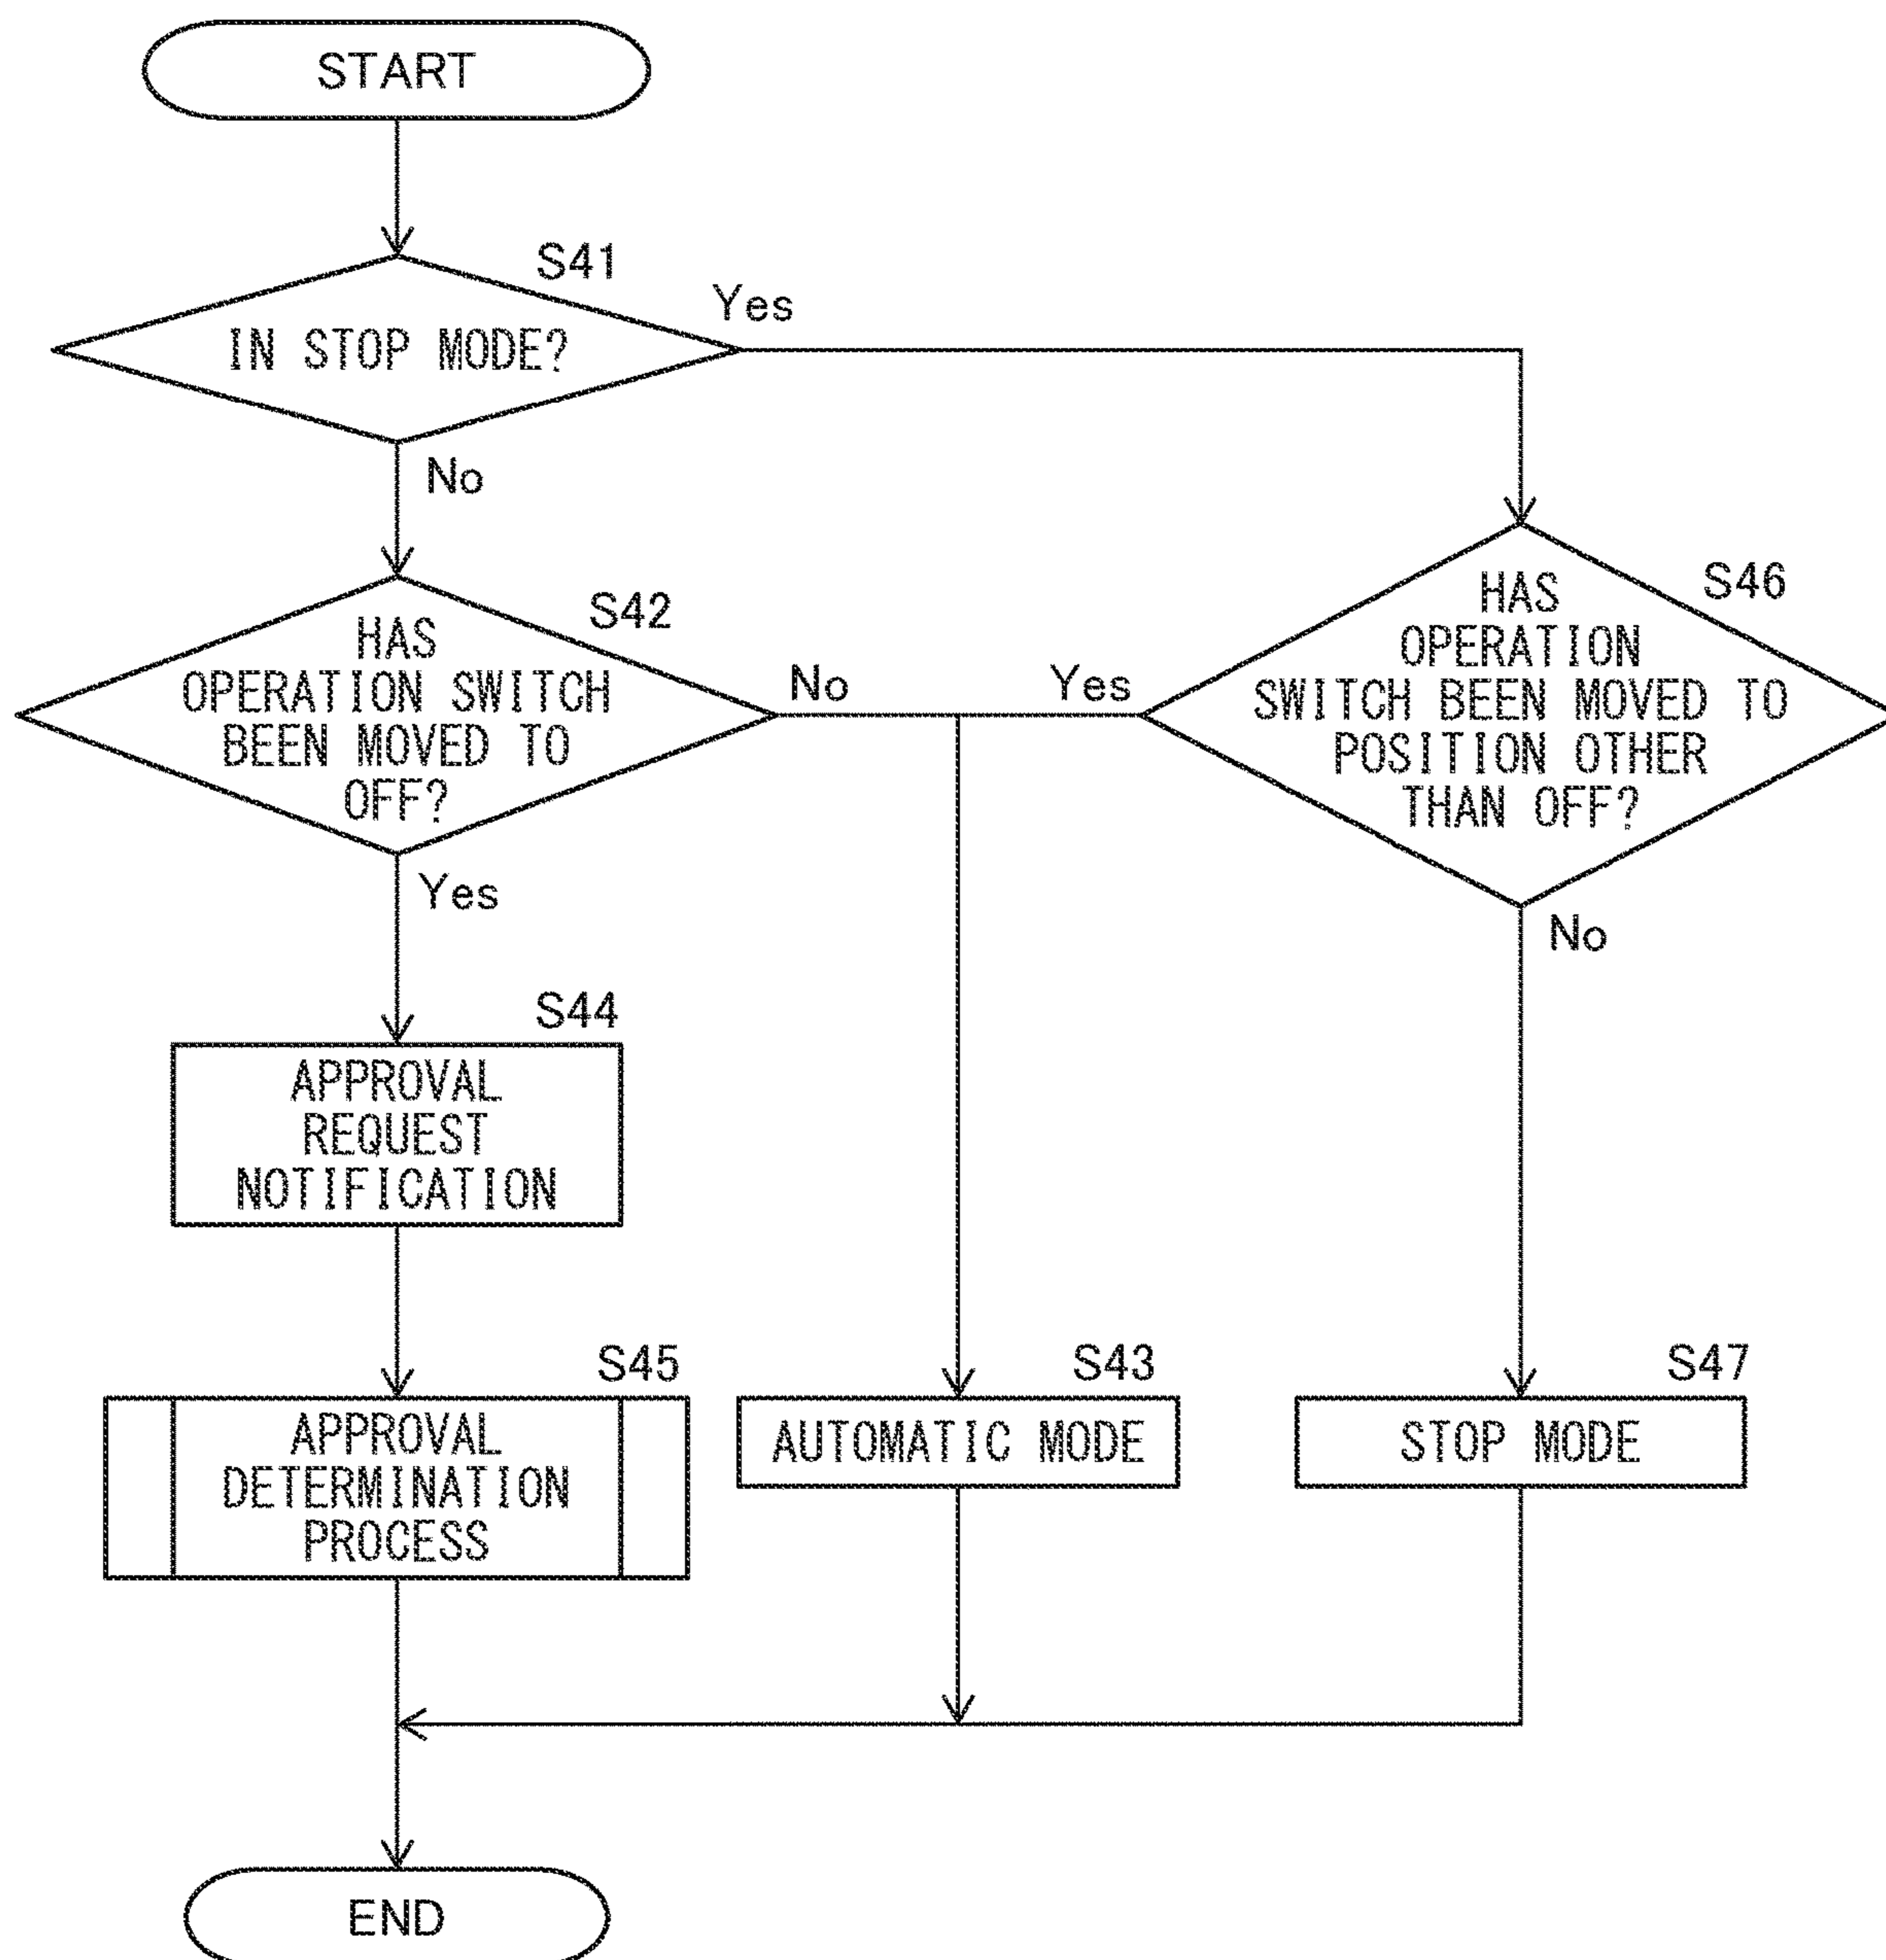 START
S41
Yes
IN STOP MODE?
No
S42
HAS
OPERATION SWITCH
BEEN MOVED TO
OFF?
No
Yes
S46
HAS
OPERATION
SWITCH BEEN MOVED TO
POSITION OTHER
THAN OFF?
Yes
No
S44
APPROVAL
REQUEST
NOTIFICATION
S45
APPROVAL
DETERMINATION
PROCESS
S43
AUTOMATIC MODE
S47
STOP MODE
END